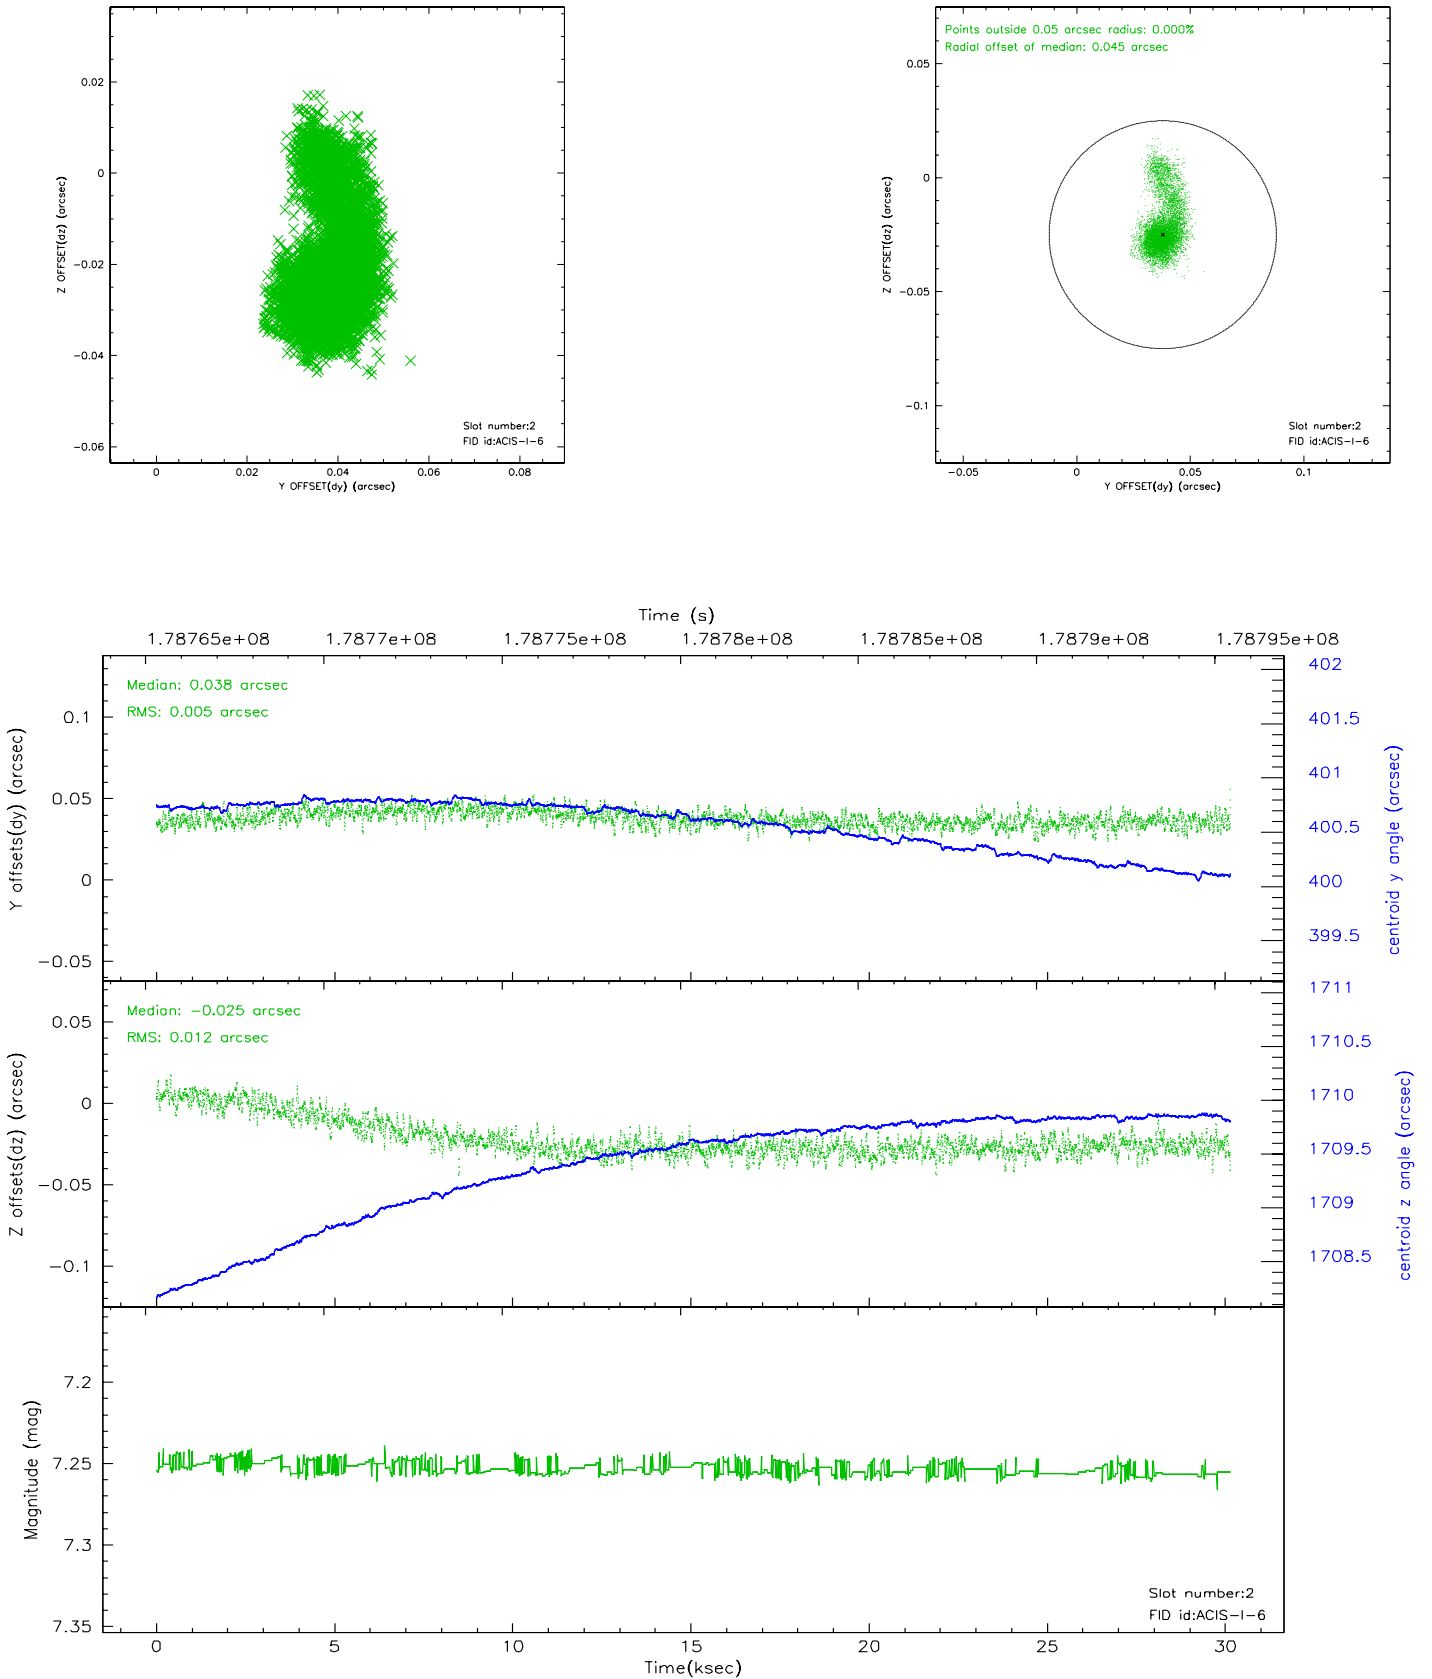 0.02
0
−0.02
−0.04
−0.06
Z OFFSET(dz) (arcsec)
Slot number:2
FID id:ACIS−I−6
0
0.02
0.04
0.06
0.08
Y OFFSET(dy) (arcsec)
Points outside 0.05 arcsec radius: 0.000%
Radial offset of median: 0.045 arcsec
0.05
0
−0.05
−0.1
Z OFFSET(dz) (arcsec)
Slot number:2
FID id:ACIS−I−6
−0.05
0
0.05
0.1
Y OFFSET(dy) (arcsec)
Time (s)
1.78765e+08
1.7877e+08
1.78775e+08
1.7878e+08
1.78785e+08
1.7879e+08
1.78795e+08
Median: 0.038 arcsec
RMS: 0.005 arcsec
0.1
0.05
0
−0.05
Y offsets(dy) (arcsec)
402
401.5
401
400.5
400
399.5
centroid y angle (arcsec)
Median: −0.025 arcsec
RMS: 0.012 arcsec
0.05
0
−0.05
−0.1
Z offsets(dz) (arcsec)
1711
1710.5
1710
1709.5
1709
1708.5
centroid z angle (arcsec)
7.2
7.25
7.3
7.35
Magnitude (mag)
Slot number:2
FID id:ACIS−I−6
0
5
10
15
20
25
30
Time(ksec)